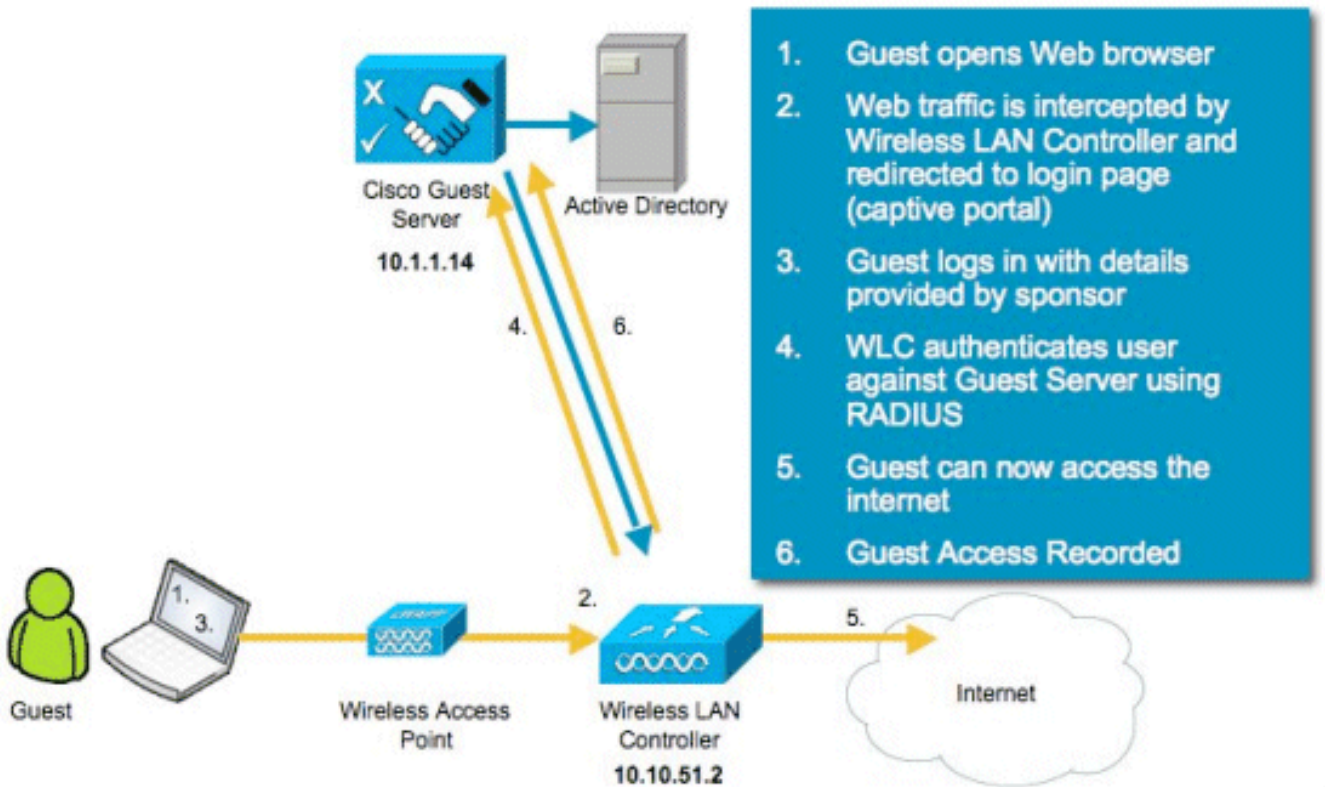 X
✓
Cisco Guest
Server
10.1.1.14
Active Directory
1. Guest opens Web browser
2. Web traffic is intercepted by
Wireless LAN Controller and
redirected to login page
(captive portal)
3. Guest logs in with details
provided by sponsor
4. WLC authenticates user
against Guest Server using
RADIUS
5. Guest can now access the
internet
6. Guest Access Recorded
4.
6.
1.
3.
2.
5.
Guest
Wireless Access
Point
Wireless LAN
Controller
10.10.51.2
Internet